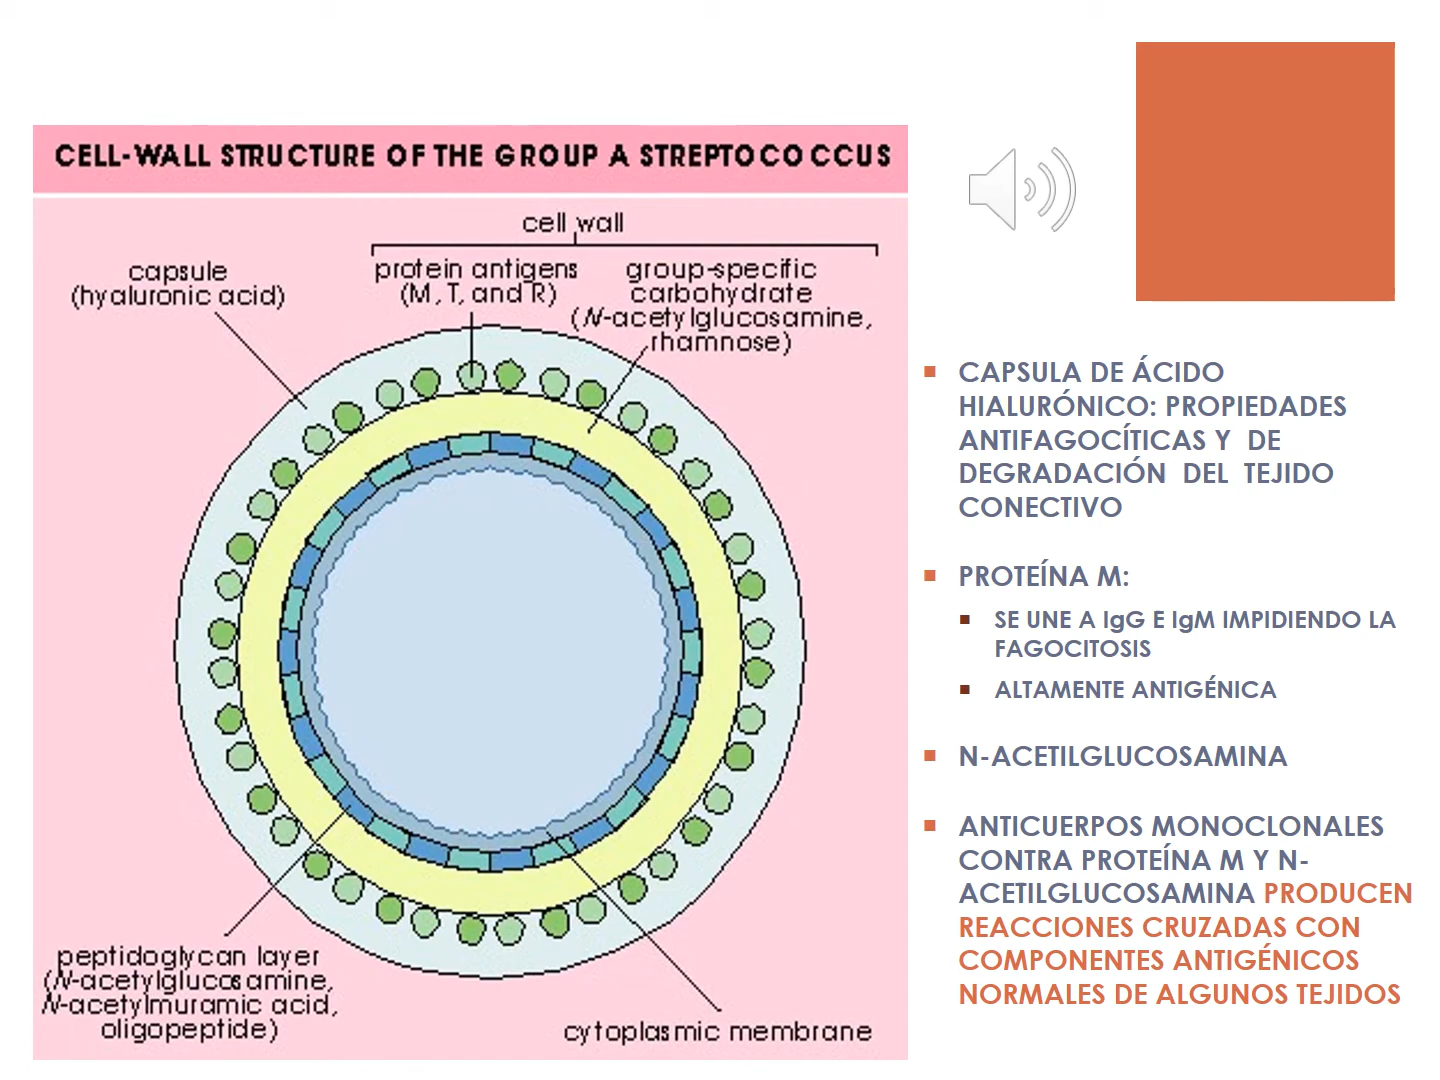 CELL-WALL STRUCTURE OF THE GROUP A STREPTOCOCCUS
cell wall
capsule
(hyaluronic acid)
protein antigens
(M, T, and R)
group-specific
carbohydrate
(N-acetylglucosamine,
rhamnose)
peptidoglycan layer
(N-acetylglucosamine,
N-acetylmuramic acid,
oligopeptide)
cytoplasmic membrane
CAPSULA DE ÁCIDO
HIALURÓNICO: PROPIEDADES
ANTIFAGOCÍTICAS Y DE
DEGRADACIÓN DEL TEJIDO
CONECTIVO
PROTEÍNA M:
SE UNE A IgG E IgM IMPIDIENDO LA
FAGOCITOSIS
ALTAMENTE ANTIGÉNICA
N-ACETILGLUCOSAMINA
ANTICUERPOS MONOCLONALES
CONTRA PROTEÍNA M Y N-
ACETILGLUCOSAMINA PRODUCEN
REACCIONES CRUZADAS CON
COMPONENTES ANTIGÉNICOS
NORMALES DE ALGUNOS TEJIDOS